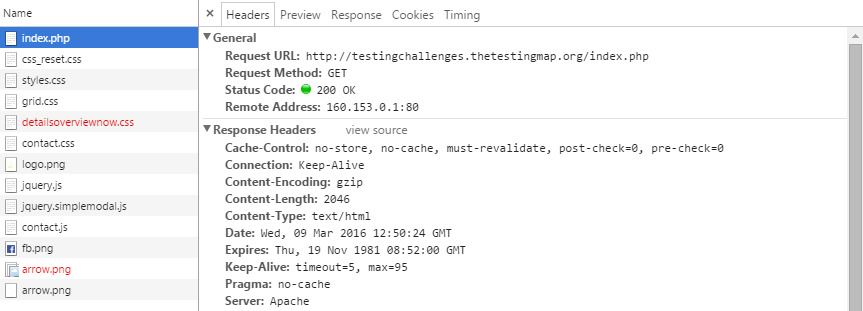 Name
index.php
css_reset.css
styles.css
grid.css
detailsoverviewnow.css
contact.css
logo.png
jquery.js
jquery.simplemodal.js
contact.js
fb.png
arrow.png
arrow.png
× Headers Preview Response Cookies Timing
General
Request URL: http://testingchallenges.thetestingmap.org/index.php
Request Method: GET
Status Code: 200 OK
Remote Address: 160.153.0.1:80
Response Headers view source
Cache-Control: no-store, no-cache, must-revalidate, post-check=0, pre-check=0
Connection: Keep-Alive
Content-Encoding: gzip
Content-Length: 2046
Content-Type: text/html
Date: Wed, 09 Mar 2016 12:50:24 GMT
Expires: Thu, 19 Nov 1981 08:52:00 GMT
Keep-Alive: timeout=5, max=95
Pragma: no-cache
Server: Apache